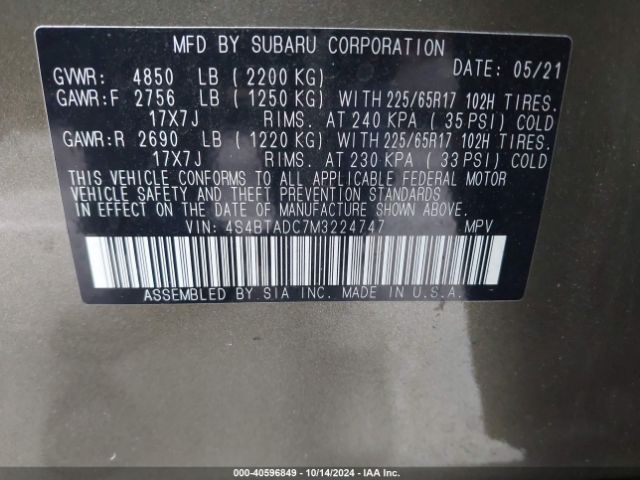 MFD BY SUBARU CORPORATION
GVWR: 4850 LB ( 2200 KG) DATE: 05/21
GAWR:F 2756 LB ( 1250 KG) WITH 225/65R17 102H TIRES.
17X7J RIMS. AT 240 KPA ( 35 PSI) COLD
GAWR:R 2690 LB ( 1220 KG) WITH 225/65R17 102H TIRES.
17X7J RIMS. AT 230 KPA ( 33 PSI) COLD
THIS VEHICLE CONFORMS TO ALL APPLICABLE FEDERAL MOTOR
VEHICLE SAFETY AND THEFT PREVENTION STANDARDS
IN EFFECT ON THE DATE OF MANUFACTURE SHOWN ABOVE.
VIN: 4S4BTADC7M3224747 MPV
ASSEMBLED BY SIA INC. MADE IN U.S.A.
000-40596849 - 10/14/2024 - IAA Inc.